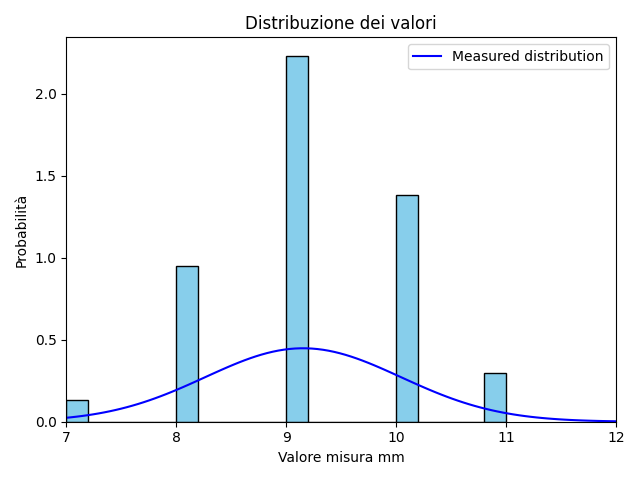 Distribuzione dei valori
Measured distribution
Probabilità
2.0
1.5
1.0
0.5
0.0
7 8 9 10 11 12
Valore misura mm